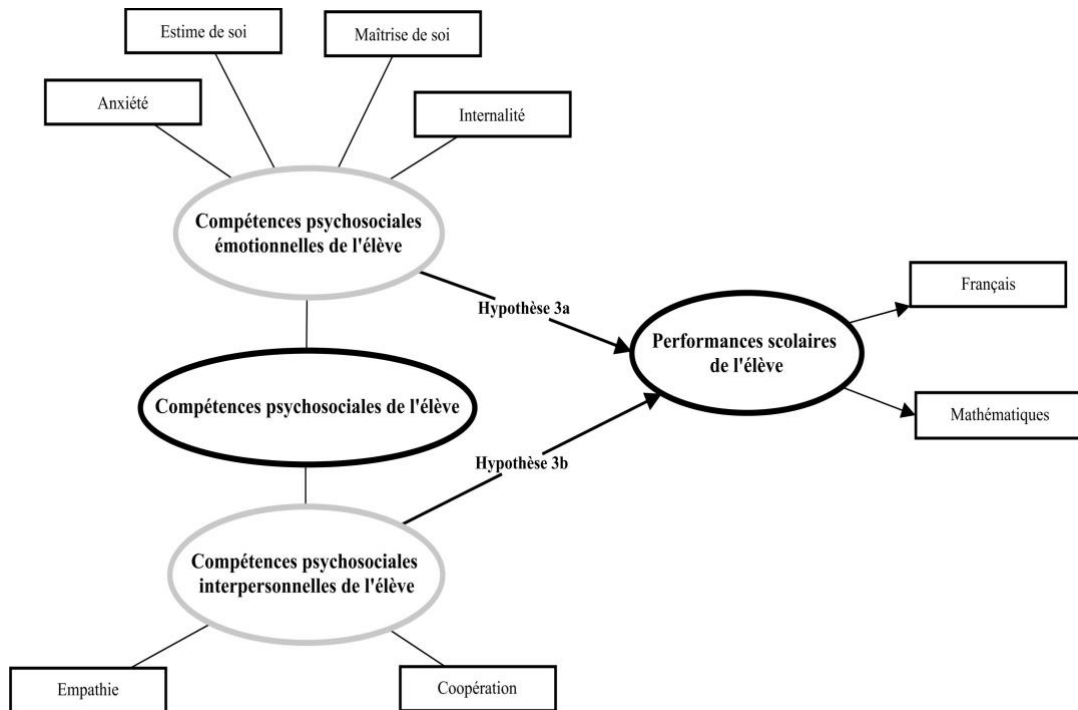 Estime de soi
Maîtrise de soi
Anxiété
Internalité
Compétences psychosociales
émotionnelles de l'élève
Hypothèse 3a
Français
Performances scolaires
de l'élève
Compétences psychosociales de l'élève
Mathématiques
Hypothèse 3b
Compétences psychosociales
interpersonnelles de l'élève
Empathie
Coopération